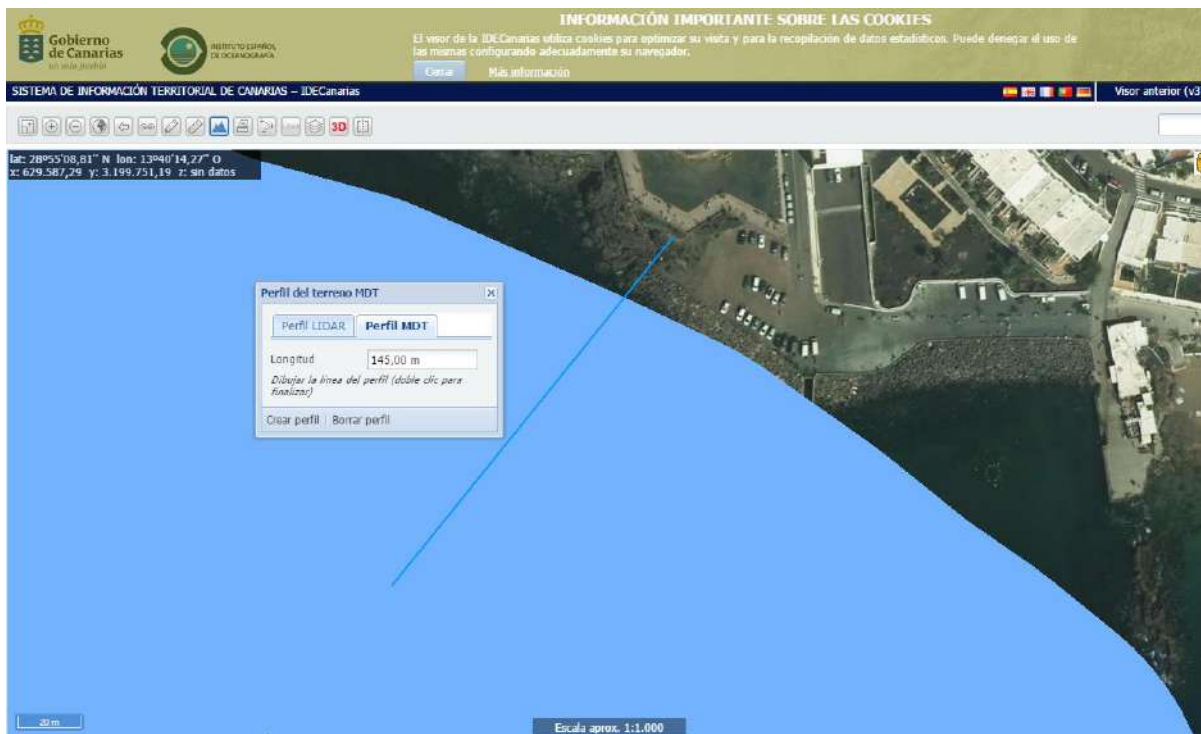 INFORMACIÓN IMPORTANTE SOBRE LAS COOKIES
Gobierno
de Canarias
INSTITUTO ESPAÑOL
DE OCEANOGRAFÍA
El visor de la IDECanarias utiliza cookies para optimizar su visita y para la recopilación de datos estadísticos. Puede denegar el uso de
las mismas configurando adecuadamente su navegador.
Cerrar Más información
SISTEMA DE INFORMACIÓN TERRITORIAL DE CANARIAS – IDECanarias
Visor anterior (v3
3D
lat: 28º55'08,81" N lon: 13º40'14,27" O
x: 629.587,29 y: 3.199.751,19 z: sin datos
Perfil del terreno MDT
Perfil LIDAR Perfil MDT
Longitud 145,00 m
Dibujar la línea del perfil (doble clic para
finalizar)
Crear perfil Borrar perfil
20 m
Escala aprox. 1:1.000